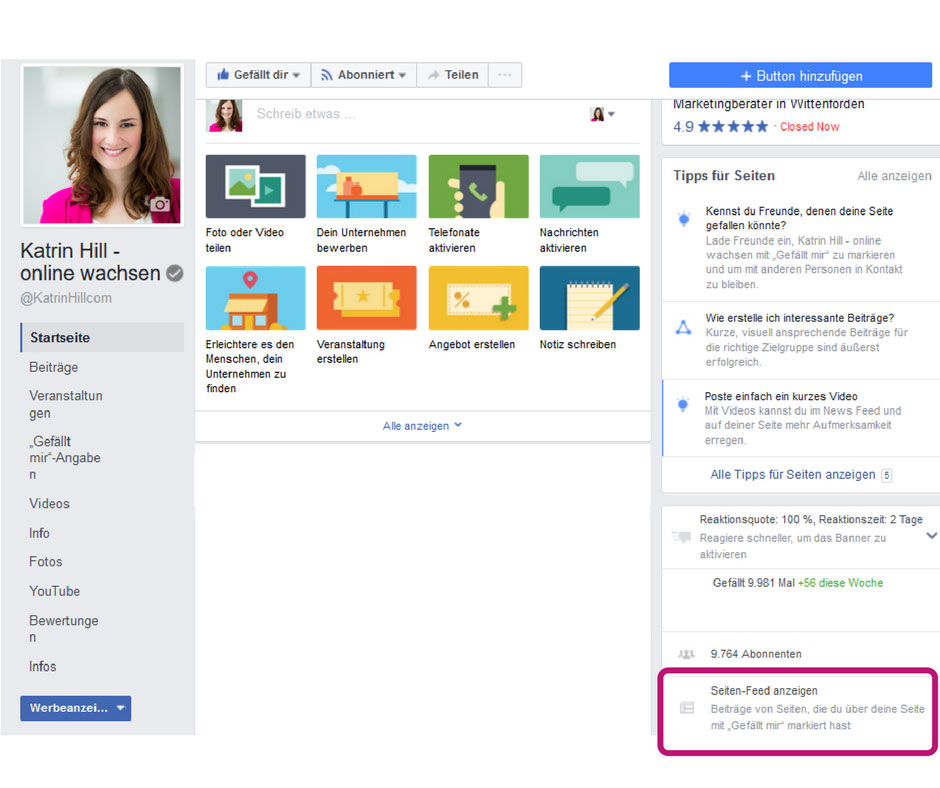 Gefällt dir
Abonniert
Teilen
+ Button hinzufügen
Katrin Hill -
online wachsen
@KatrinHillcom
Startseite
Beiträge
Veranstaltun
gen
„Gefällt
mir“-Angabe
n
Videos
Info
Fotos
YouTube
Bewertunge
n
Infos
Werbeanzei...
Schreib etwas ...
Foto oder Video
teilen
Dein Unternehmen
bewerben
Telefonate
aktivieren
Nachrichten
aktivieren
Erleichtere es den
Menschen, dein
Unternehmen zu
finden
Veranstaltung
erstellen
Angebot erstellen
Notiz schreiben
Alle anzeigen
Marketingberater in Wittenförden
4.9 ★★★★★ · Closed Now
Tipps für Seiten
Alle anzeigen
Kennst du Freunde, denen deine Seite
gefallen könnte?
Lade Freunde ein, Katrin Hill - online
wachsen mit „Gefällt mir“ zu markieren
und um mit anderen Personen in Kontakt
zu bleiben.
Wie erstelle ich interessante Beiträge?
Kurze, visuell ansprechende Beiträge für
die richtige Zielgruppe sind äußerst
erfolgreich.
Poste einfach ein kurzes Video
Mit Videos kannst du im News Feed und
auf deiner Seite mehr Aufmerksamkeit
erregen.
Alle Tipps für Seiten anzeigen 5
Reaktionsquote: 100 %, Reaktionszeit: 2 Tage
Reagiere schneller, um das Banner zu
aktivieren
Gefällt 9.981 Mal +56 diese Woche
9.764 Abonnenten
Seiten-Feed anzeigen
Beiträge von Seiten, die du über deine Seite
mit „Gefällt mir“ markiert hast